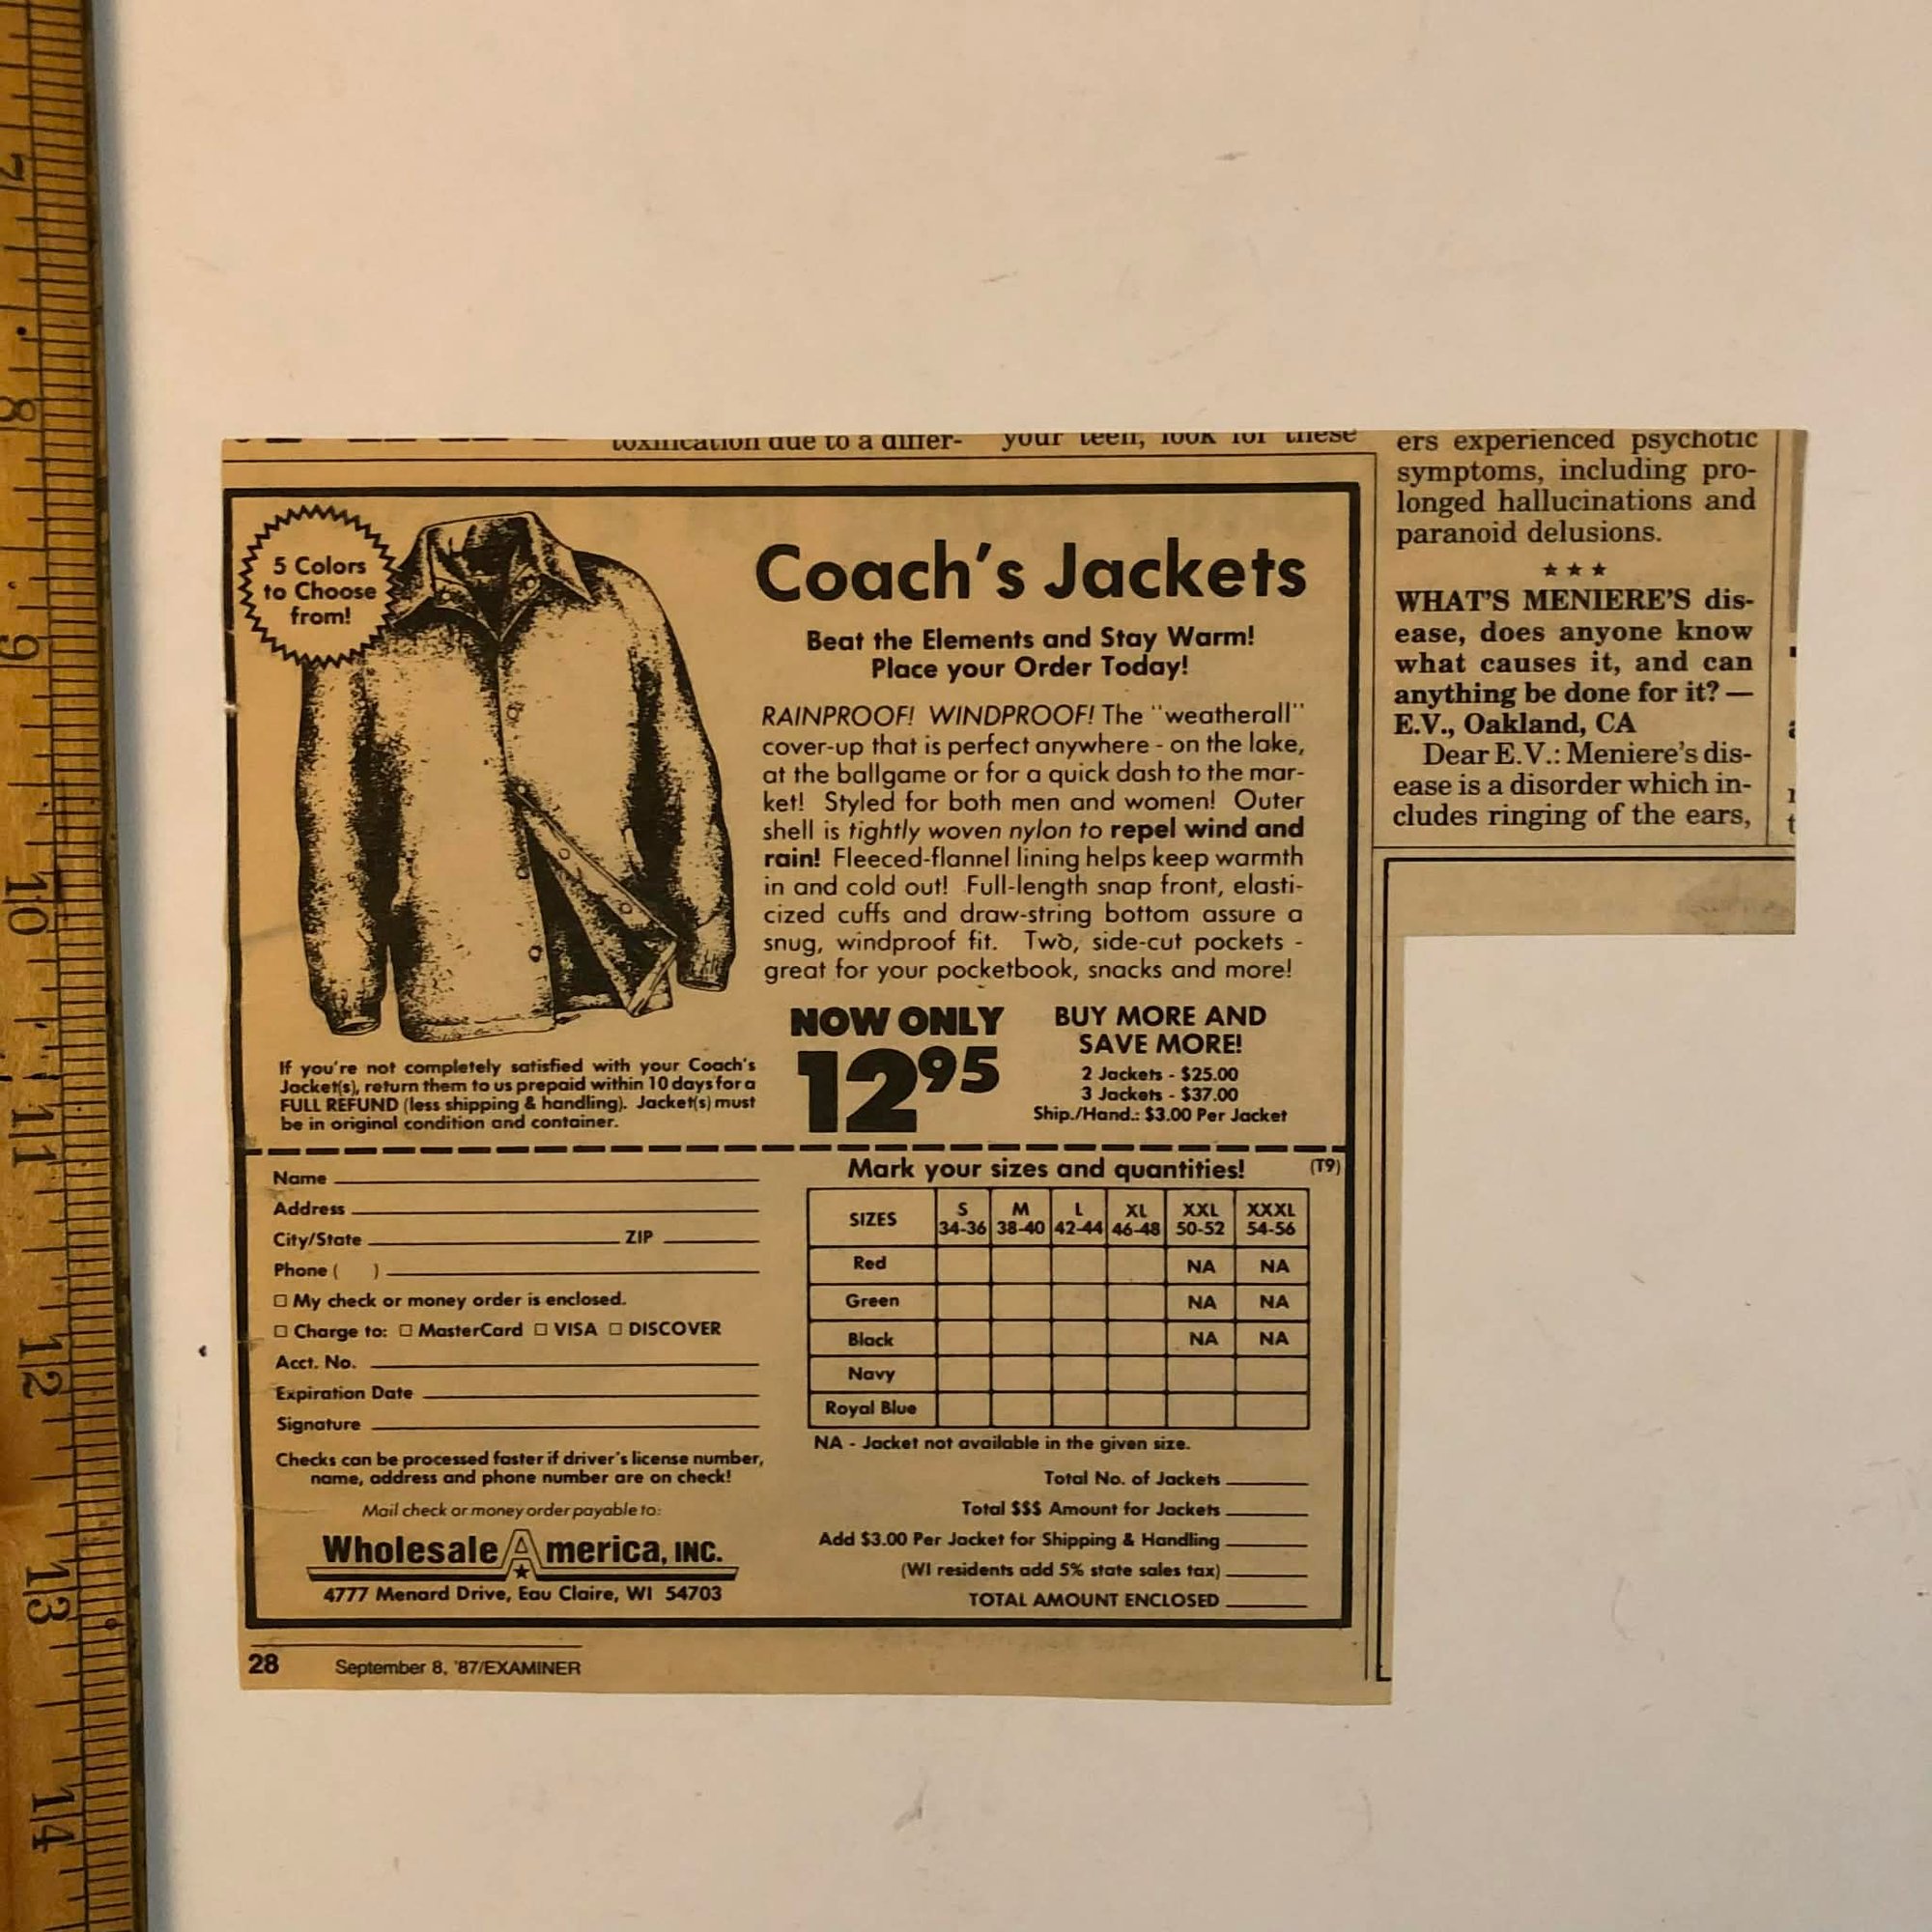 7
8
9
10
11
12
13
14
toxification due to a differ-
your teen, look for these
5 Colors
to Choose
from!
Coach's Jackets
Beat the Elements and Stay Warm!
Place your Order Today!
RAINPROOF! WINDPROOF! The "weatherall"
cover-up that is perfect anywhere - on the lake,
at the ballgame or for a quick dash to the mar-
ket! Styled for both men and women! Outer
shell is tightly woven nylon to repel wind and
rain! Fleeced-flannel lining helps keep warmth
in and cold out! Full-length snap front, elasti-
cized cuffs and draw-string bottom assure a
snug, windproof fit. Two, side-cut pockets -
great for your pocketbook, snacks and more!
NOW ONLY
12 95
BUY MORE AND
SAVE MORE!
2 Jackets - $25.00
3 Jackets - $37.00
Ship./Hand.: $3.00 Per Jacket
If you're not completely satisfied with your Coach's
Jacket(s), return them to us prepaid within 10 days for a
FULL REFUND (less shipping & handling). Jacket(s) must
be in original condition and container.
Name
Address
City/State ZIP
Phone ( )
☐ My check or money order is enclosed.
☐ Charge to: ☐ MasterCard ☐ VISA ☐ DISCOVER
Acct. No.
Expiration Date
Signature
Checks can be processed faster if driver's license number,
name, address and phone number are on check!
Mail check or money order payable to:
Wholesale America, INC.
4777 Menard Drive, Eau Claire, WI 54703
Mark your sizes and quantities! (T9)
SIZES S 34-36 M 38-40 L 42-44 XL 46-48 XXL 50-52 XXXL 54-56
Red NA NA
Green NA NA
Black NA NA
Navy
Royal Blue
NA - Jacket not available in the given size.
Total No. of Jackets
Total $$$ Amount for Jackets
Add $3.00 Per Jacket for Shipping & Handling
(WI residents add 5% state sales tax)
TOTAL AMOUNT ENCLOSED
28 September 8, '87/EXAMINER
ers experienced psychotic
symptoms, including pro-
longed hallucinations and
paranoid delusions.
★ ★ ★
WHAT'S MENIERE'S dis-
ease, does anyone know
what causes it, and can
anything be done for it? —
E.V., Oakland, CA
Dear E.V.: Meniere's dis-
ease is a disorder which in-
cludes ringing of the ears,